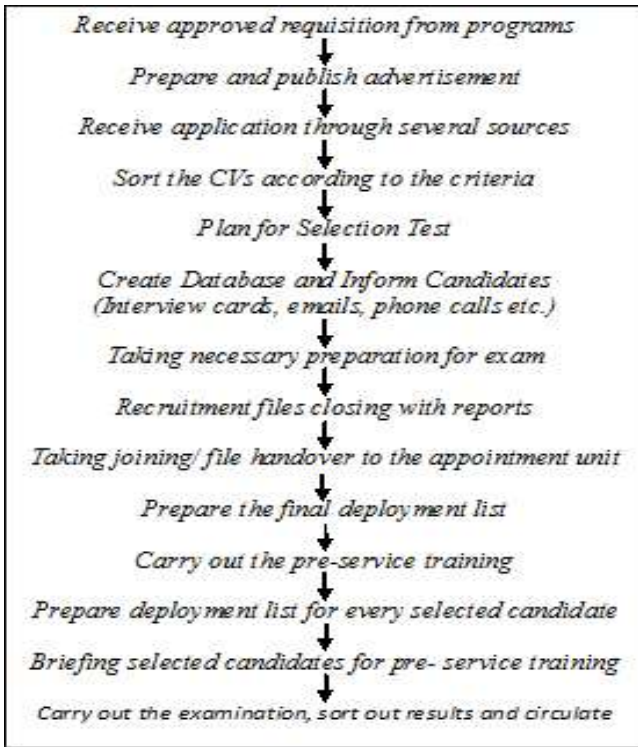 Receive approved requisition from programs
Prepare and publish advertisement
Receive application through several sources
Sort the CVs according to the criteria
Plan for Selection Test
Create Database and Inform Candidates
(Interview cards, emails, phone calls etc.)
Taking necessary preparation for exam
Recruitment files closing with reports
Taking joining/ file handover to the appointment unit
Prepare the final deployment list
Carry out the pre-service training
Prepare deployment list for every selected candidate
Briefing selected candidates for pre- service training
Carry out the examination, sort out results and circulate